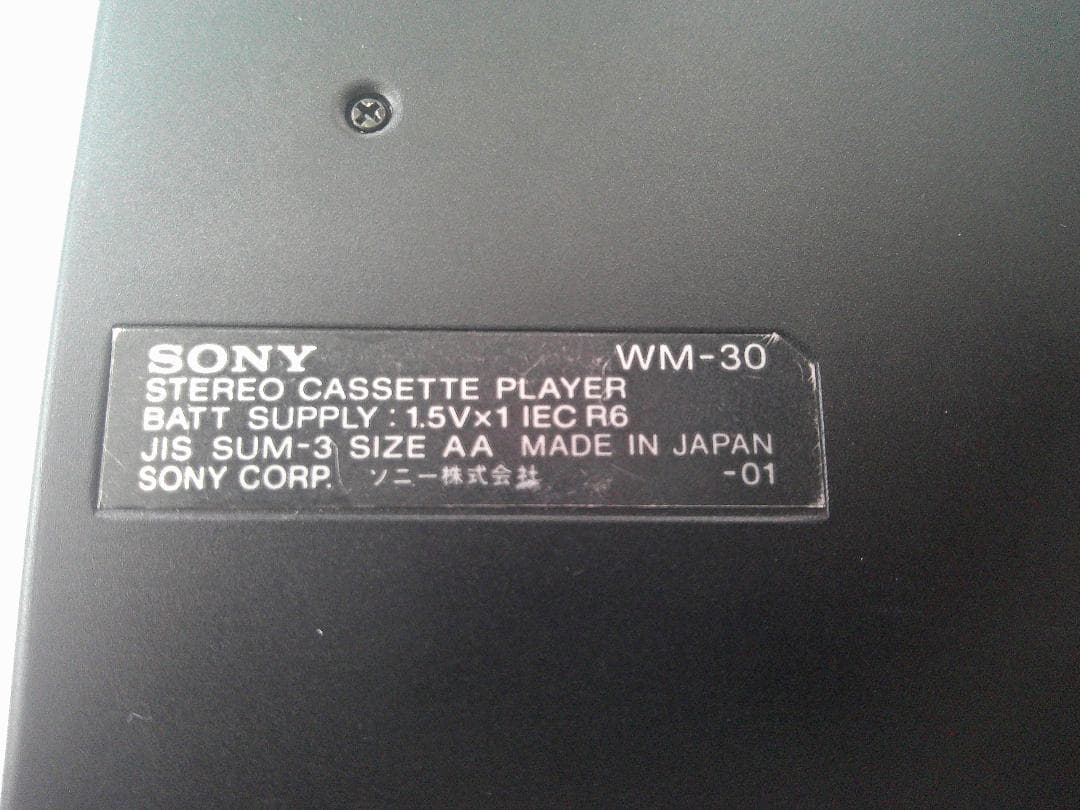 SONY WM-30
STEREO CASSETTE PLAYER
BATT SUPPLY : 1.5V×1 IEC R6
JIS SUM-3 SIZE AA MADE IN JAPAN
SONY CORP. ソニー株式会社 -01